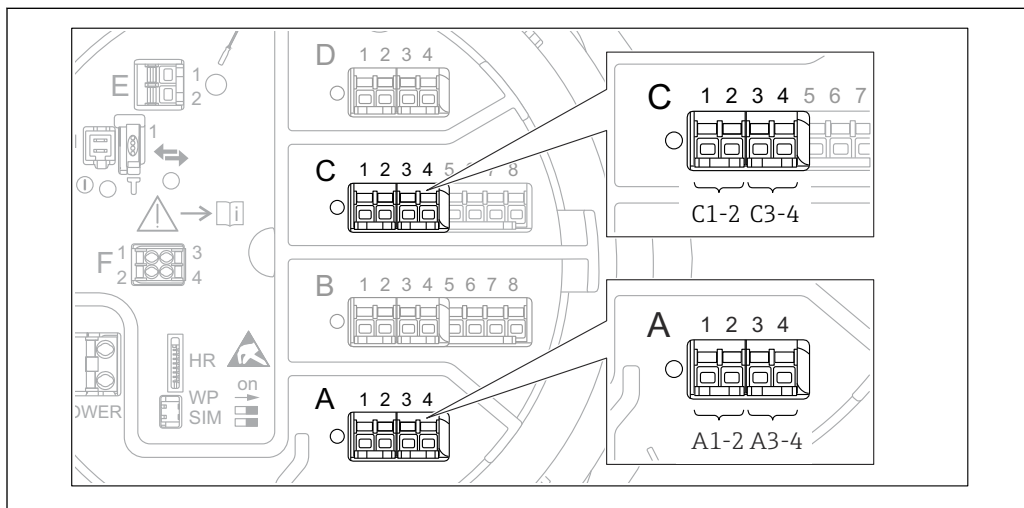 D 1 2 3 4
E 1
2
1
C 1 2 3 4 5 6 7 8
i
F 1 3
2 4
B 1 2 3 4 5 6 7 8
HR
WP on
SIM
OWER
A 1 2 3 4
C 1 2 3 4 5 6 7
C1-2 C3-4
A 1 2 3 4
A1-2 A3-4